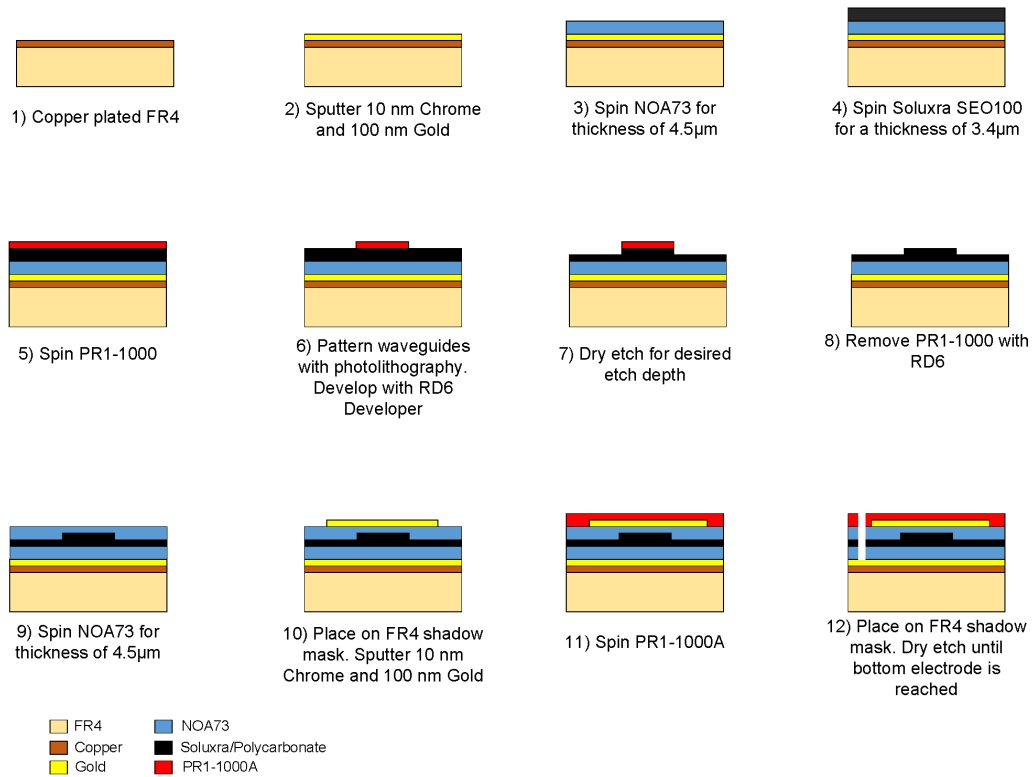 1) Copper plated FR4
2) Sputter 10 nm Chrome
and 100 nm Gold
3) Spin NOA73 for
thickness of 4.5µm
4) Spin Soluxra SEO100
for a thickness of 3.4µm
5) Spin PR1-1000
6) Pattern waveguides
with photolithography.
Develop with RD6
Developer
7) Dry etch for desired
etch depth
8) Remove PR1-1000 with
RD6
9) Spin NOA73 for
thickness of 4.5µm
10) Place on FR4 shadow
mask. Sputter 10 nm
Chrome and 100 nm Gold
11) Spin PR1-1000A
12) Place on FR4 shadow
mask. Dry etch until
bottom electrode is
reached
FR4
Copper
Gold
NOA73
Soluxra/Polycarbonate
PR1-1000A